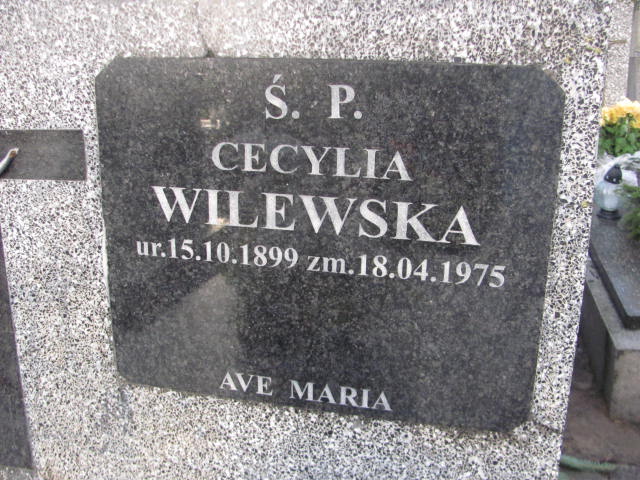 Ś. P.
CECYLIA
WILEWSKA
ur.15.10.1899 zm.18.04.1975
AVE MARIA